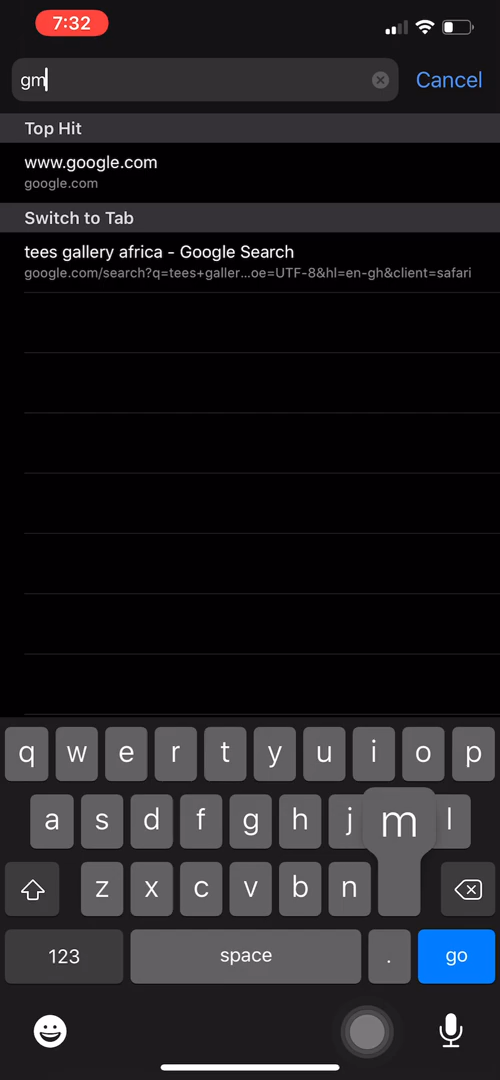 7:32
gm
Cancel
Top Hit
www.google.com
google.com
Switch to Tab
tees gallery africa - Google Search
google.com/search?q=tees+galler...oe=UTF-8&hl=en-gh&client=safari
q w e r t y u i o p
a s d f g h j m l
z x c v b n
123 space . go